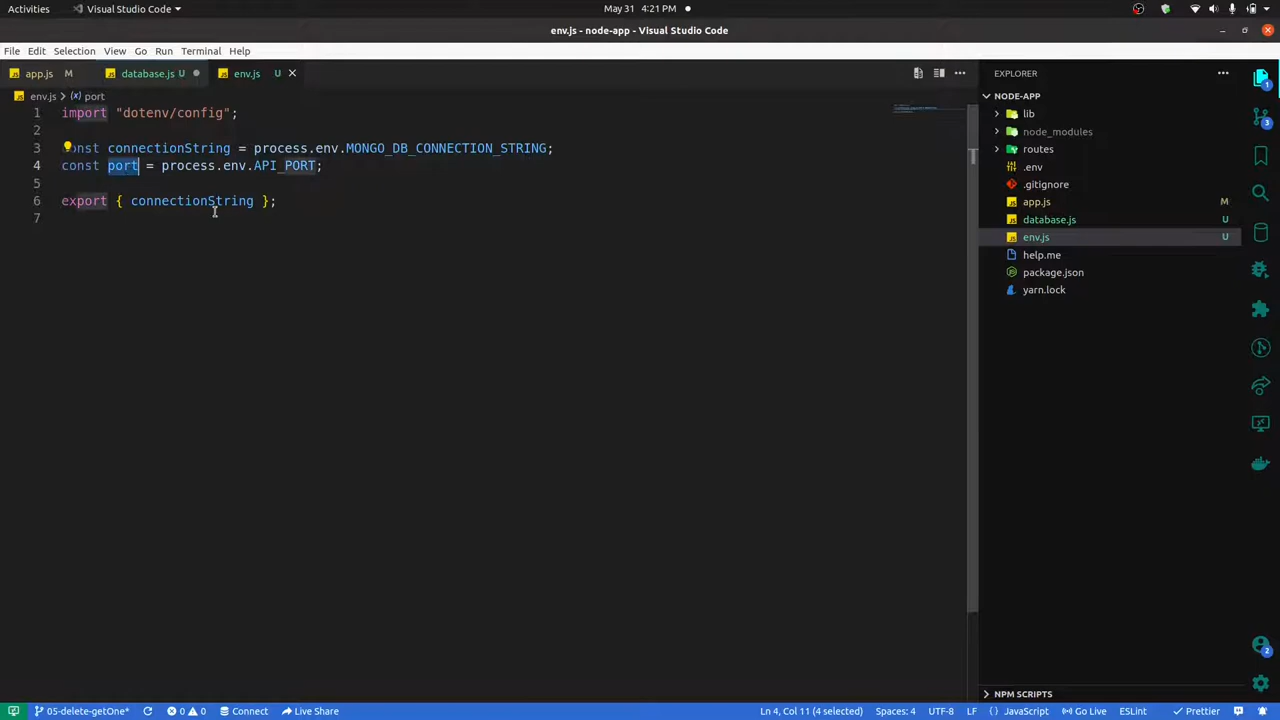 Activities Visual Studio Code May 31 4:21 PM
env.js - node-app - Visual Studio Code
File Edit Selection View Go Run Terminal Help
app.js M database.js U env.js U
env.js > port
1 import "dotenv/config";
2
3 const connectionString = process.env.MONGO_DB_CONNECTION_STRING;
4 const port = process.env.API_PORT;
5
6 export { connectionString };
7
EXPLORER
NODE-APP
lib
node_modules
routes
.env
.gitignore
app.js M
database.js U
env.js U
help.me
package.json
yarn.lock
NPM SCRIPTS
1
3
2
05-delete-getOne* 0 0 Connect Live Share Ln 4, Col 11 (4 selected) Spaces: 4 UTF-8 LF {} JavaScript Go Live ESLint Prettier